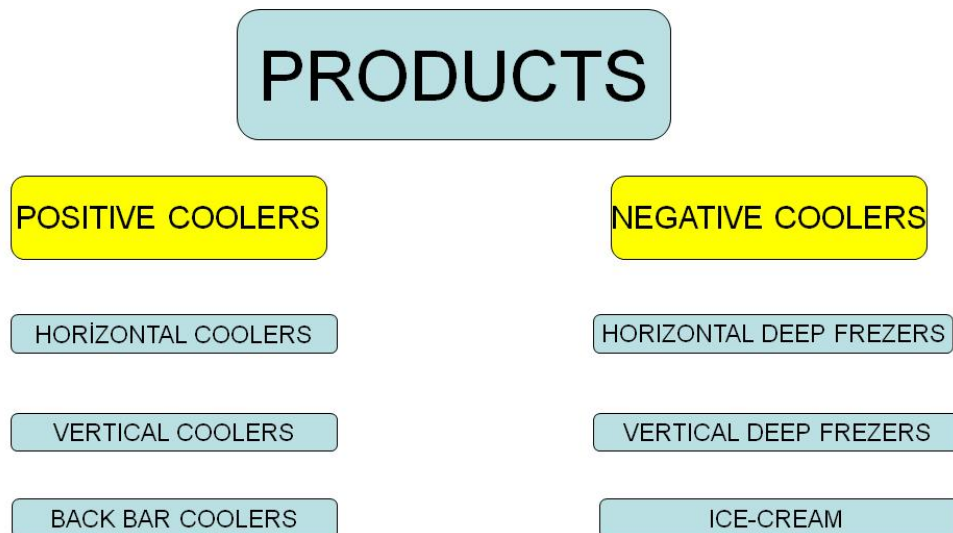 PRODUCTS
POSITIVE COOLERS
NEGATIVE COOLERS
HORİZONTAL COOLERS
HORIZONTAL DEEP FREZERS
VERTICAL COOLERS
VERTICAL DEEP FREZERS
BACK BAR COOLERS
ICE-CREAM